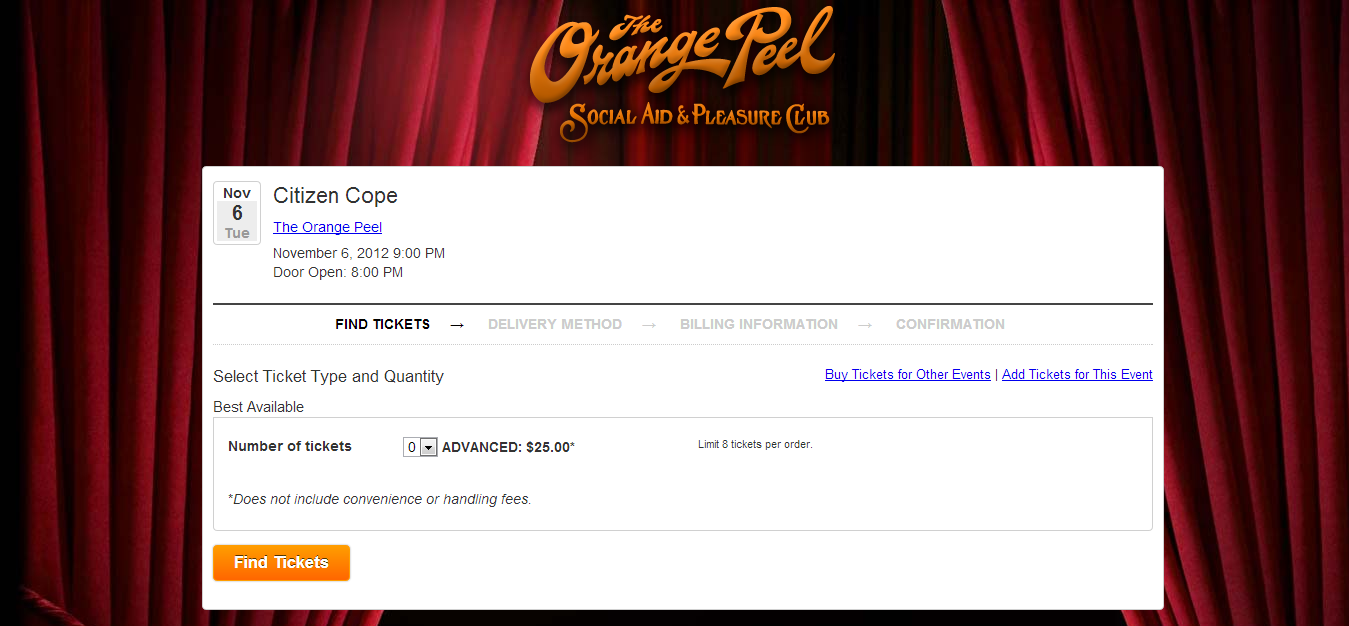 The
Orange Peel
Social Aid & Pleasure Club
Nov
6
Tue
Citizen Cope
The Orange Peel
November 6, 2012 9:00 PM
Door Open: 8:00 PM
FIND TICKETS → DELIVERY METHOD → BILLING INFORMATION → CONFIRMATION
Select Ticket Type and Quantity
Buy Tickets for Other Events | Add Tickets for This Event
Best Available
Number of tickets 0 ADVANCED: $25.00* Limit 8 tickets per order.
*Does not include convenience or handling fees.
Find Tickets